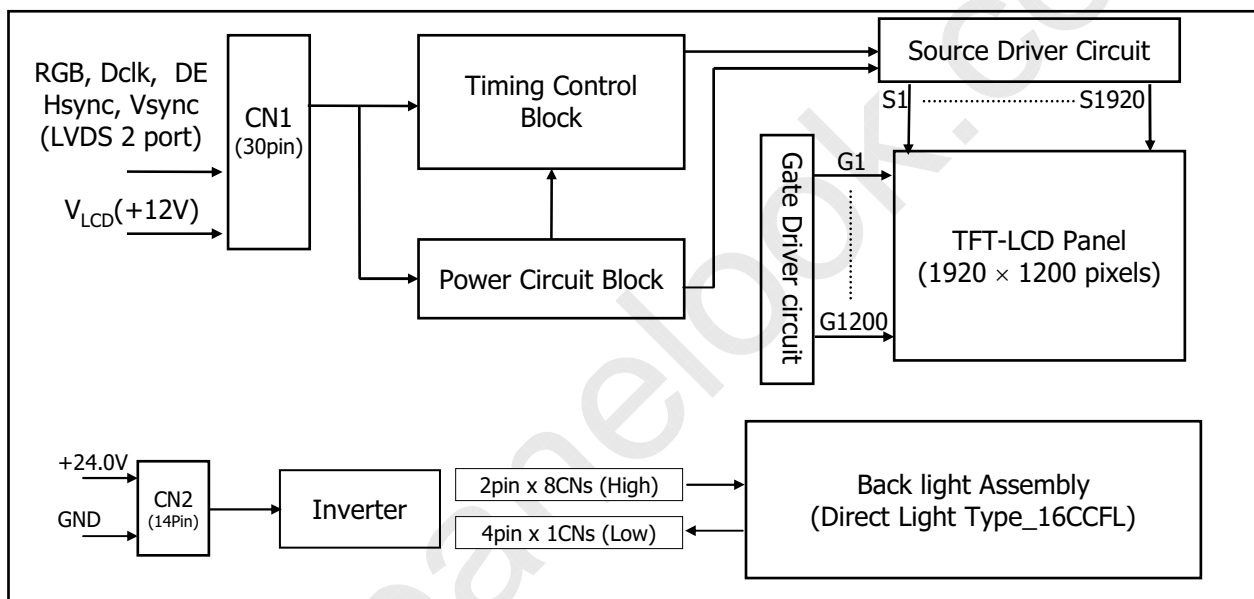 RGB, Dclk, DE
Hsync, Vsync
(LVDS 2 port)
V_LCD(+12V)
CN1
(30pin)
Timing Control
Block
Power Circuit Block
Source Driver Circuit
S1
S1920
Gate Driver circuit
G1
G1200
TFT-LCD Panel
(1920 × 1200 pixels)
+24.0V
GND
CN2
(14Pin)
Inverter
2pin x 8CNs (High)
4pin x 1CNs (Low)
Back light Assembly
(Direct Light Type_16CCFL)
panelook.co